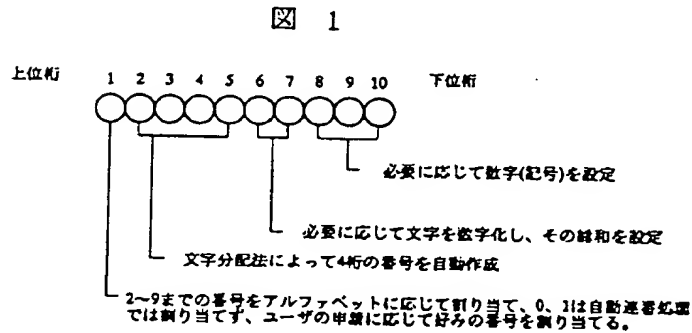 図 1
上位桁 1 2 3 4 5 6 7 8 9 10 下位桁
必要に応じて数字(記号)を設定
必要に応じて文字を数字化し、その総和を設定
文字分配法によって4桁の番号を自動作成
2～9までの番号をアルファベットに応じて割り当て、0、1は自動連番処理
では割り当てず、ユーザの申請に応じて好みの番号を割り当てる。